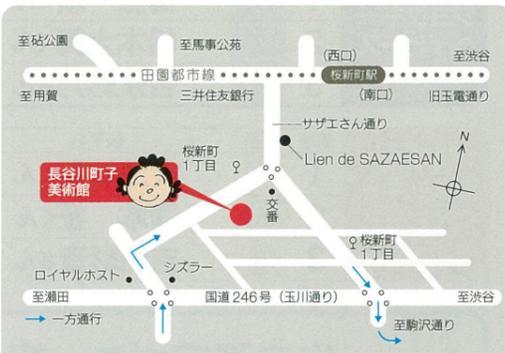 至砧公園
至馬事公苑
(西口)
至渋谷
田園都市線
桜新町駅
至用賀
三井住友銀行
(南口)
旧玉電通り
サザエさん通り
Lien de SAZAESAN
桜新町
1丁目
長谷川町子
美術館
N
交番
桜新町
1丁目
ロイヤルホスト
シズラー
至瀬田
国道246号(玉川通り)
至渋谷
一方通行
至駒沢通り